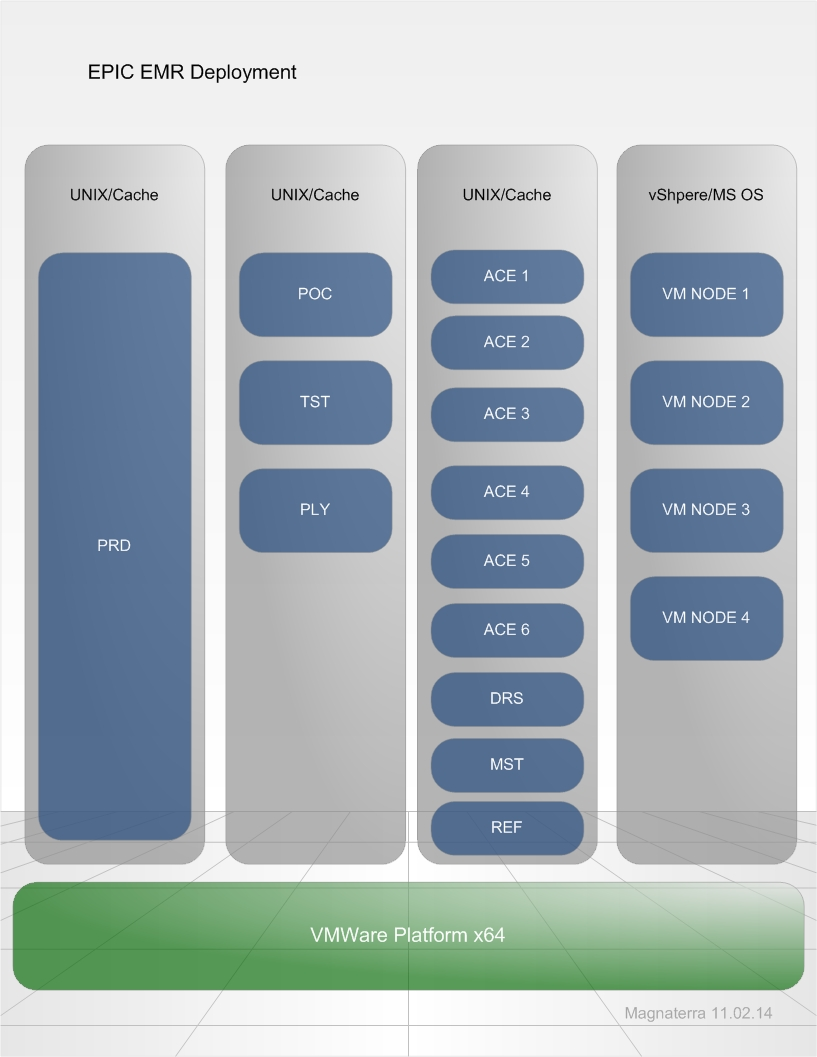 EPIC EMR Deployment
UNIX/Cache
PRD
UNIX/Cache
POC
TST
PLY
UNIX/Cache
ACE 1
ACE 2
ACE 3
ACE 4
ACE 5
ACE 6
DRS
MST
REF
vShpere/MS OS
VM NODE 1
VM NODE 2
VM NODE 3
VM NODE 4
VMWare Platform x64
Magnaterra 11.02.14